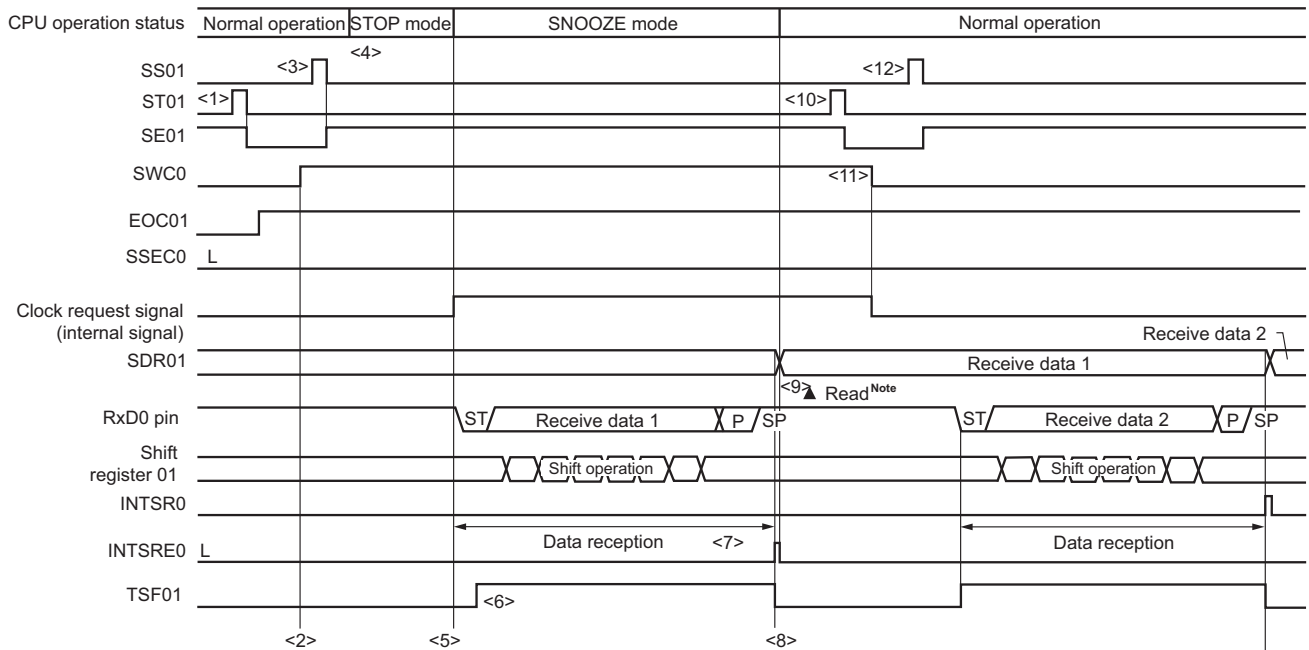 CPU operation status Normal operation STOP mode SNOOZE mode Normal operation
<4>
SS01 <3> <12>
ST01 <1> <10>
SE01
SWC0 <11>
EOC01
SSEC0 L
Clock request signal
(internal signal)
Receive data 2
SDR01 Receive data 1
<9> ▲ Read Note
RxD0 pin ST Receive data 1 P SP ST Receive data 2 P SP
Shift
register 01 Shift operation Shift operation
INTSR0
Data reception <7> Data reception
INTSRE0 L
TSF01 <6>
<2> <5> <8>